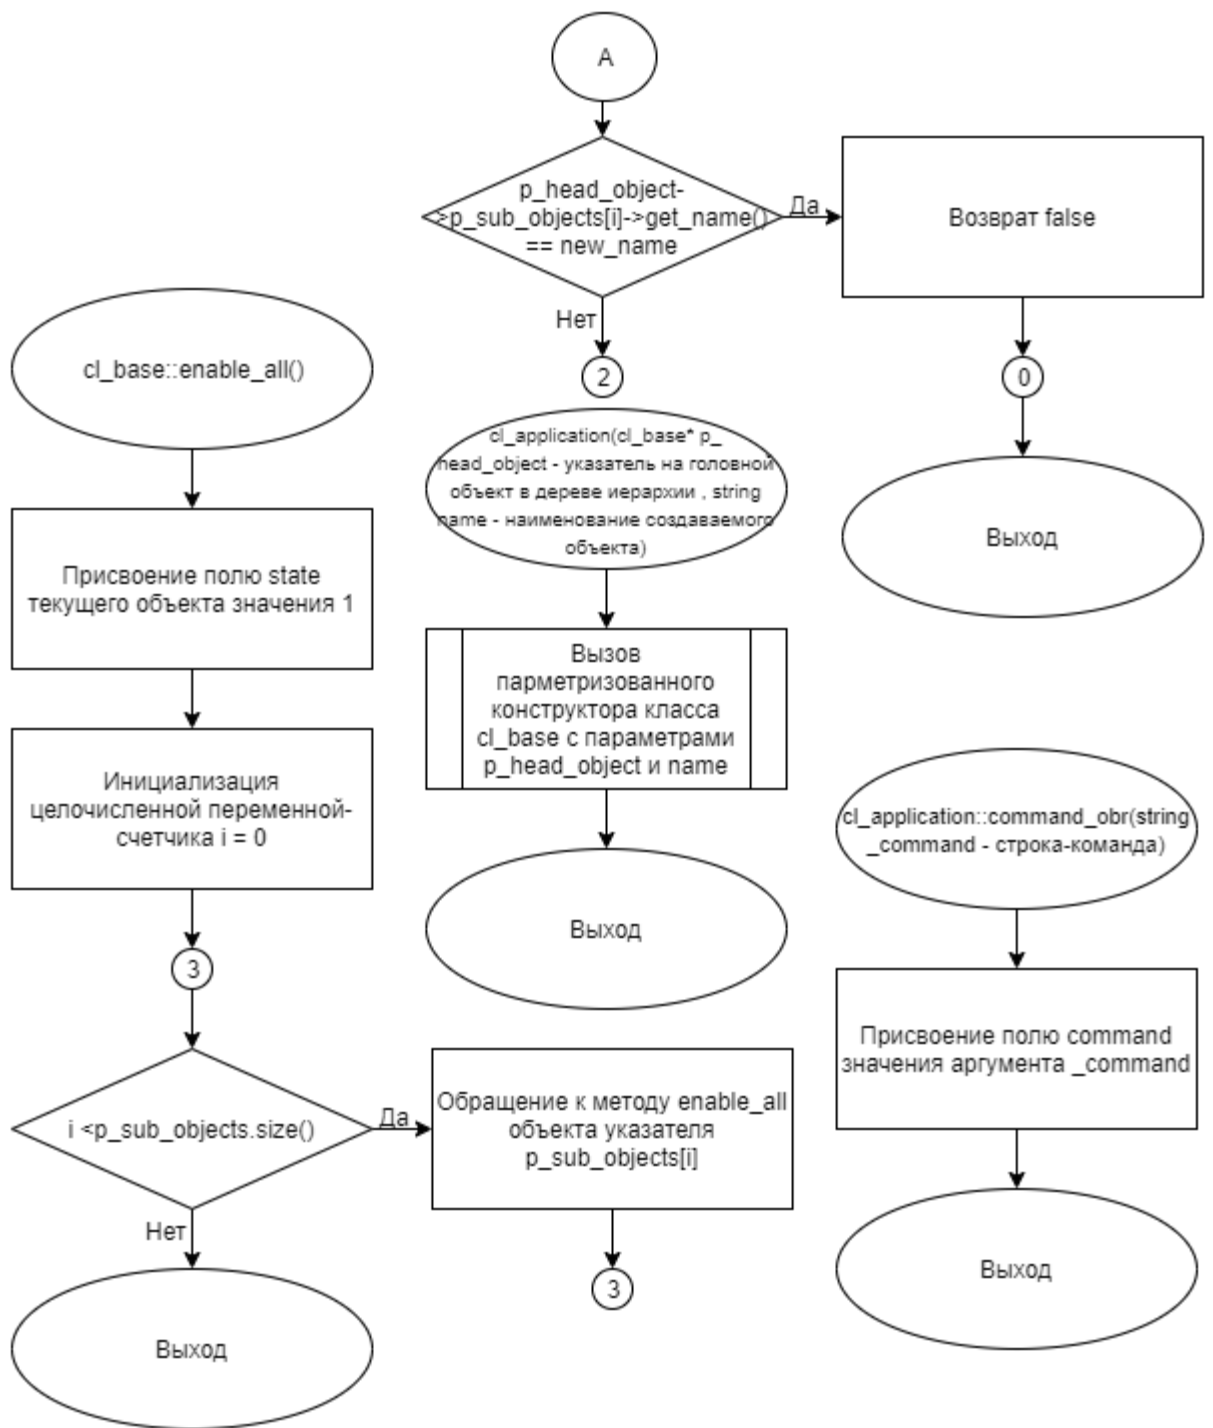 A
p_head_object-
>p_sub_objects[i]->get_name()
== new_name
Да
Возврат false
Нет
2
0
Выход
cl_base::enable_all()
Присвоение полю state
текущего объекта значения 1
Инициализация
целочисленной переменной-
счетчика i = 0
3
i <p_sub_objects.size()
Да
Обращение к методу enable_all
объекта указателя
p_sub_objects[i]
3
Нет
Выход
cl_application(cl_base* p_
head_object - указатель на головной
объект в дереве иерархии , string
name - наименование создаваемого
объекта)
Вызов
парметризованного
конструктора класса
cl_base с параметрами
p_head_object и name
Выход
cl_application::command_obr(string
_command - строка-команда)
Присвоение полю command
значения аргумента _command
Выход